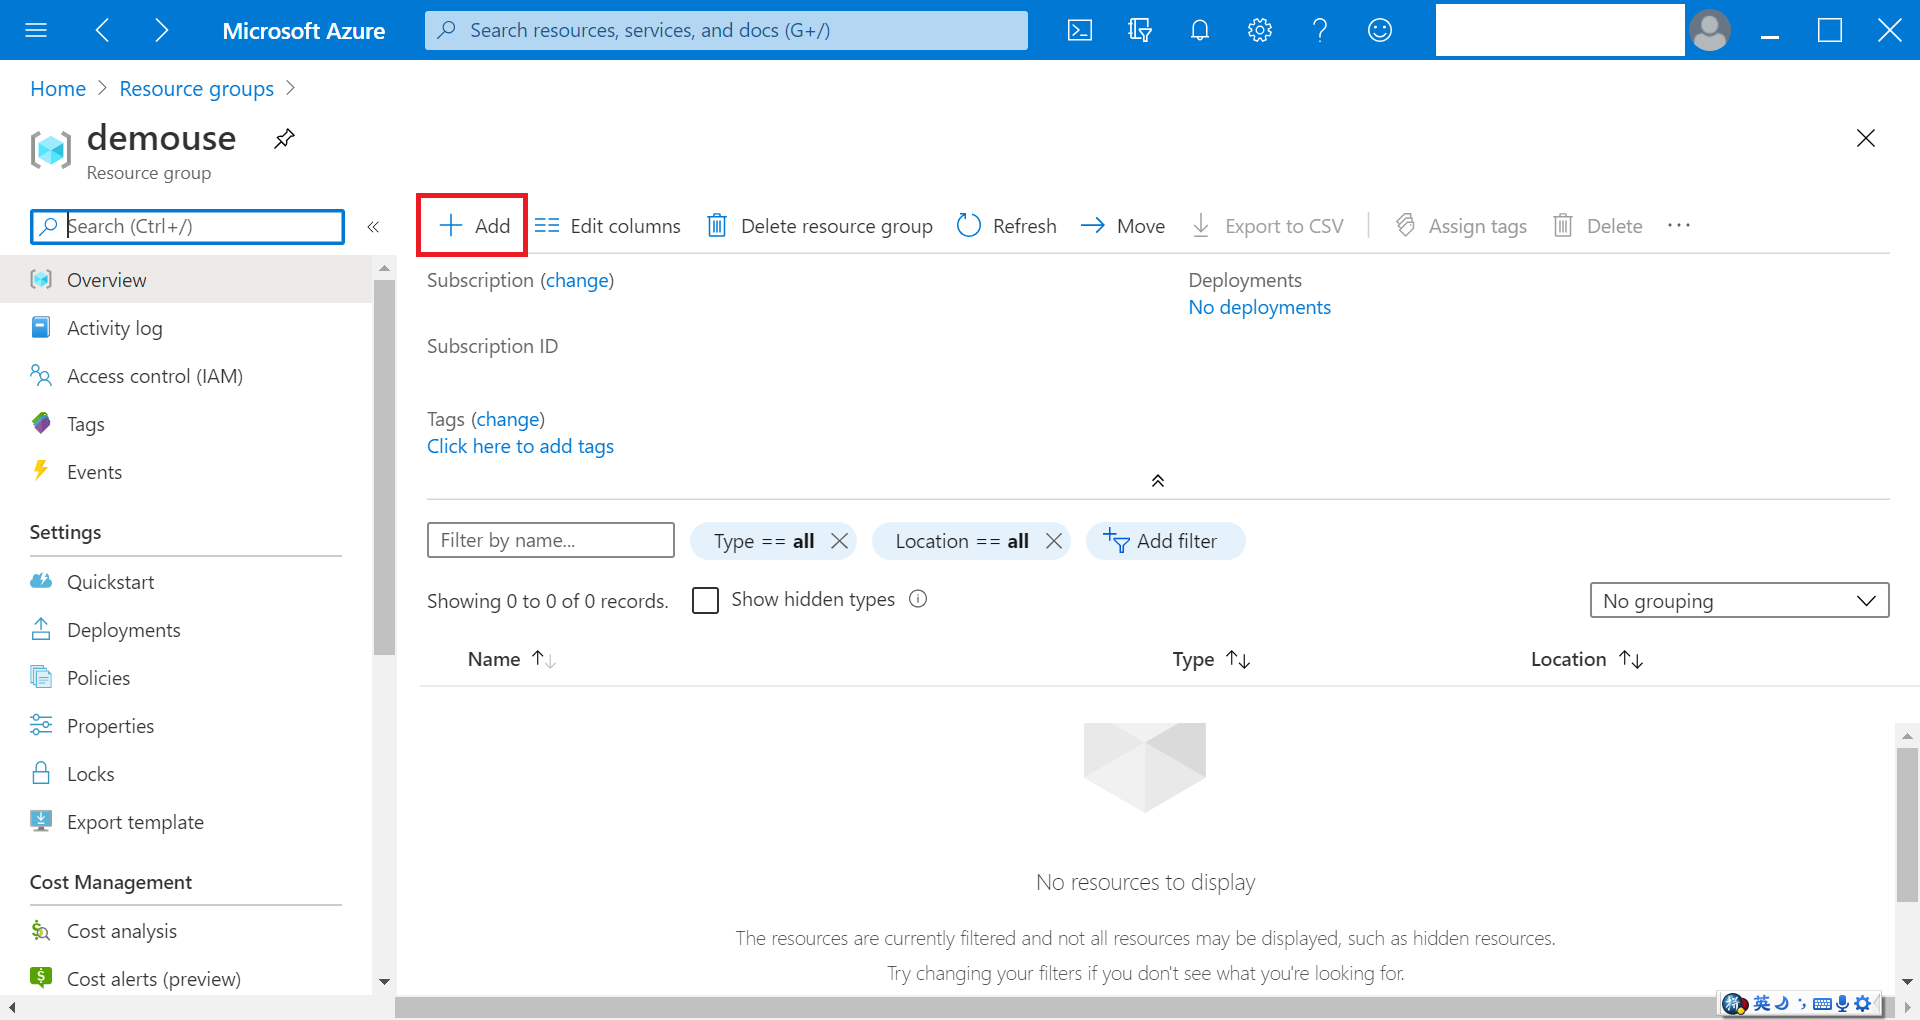 Microsoft Azure
Search resources, services, and docs (G+/)
Home > Resource groups >
demouse
Resource group
Search (Ctrl+/)
«
Add
Edit columns
Delete resource group
Refresh
Move
Export to CSV
Assign tags
Delete
...
Overview
Activity log
Access control (IAM)
Tags
Events
Settings
Quickstart
Deployments
Policies
Properties
Locks
Export template
Cost Management
Cost analysis
Cost alerts (preview)
Subscription (change)
Deployments
No deployments
Subscription ID
Tags (change)
Click here to add tags
Filter by name...
Type == all
Location == all
Add filter
Showing 0 to 0 of 0 records.
Show hidden types
No grouping
Name
Type
Location
No resources to display
The resources are currently filtered and not all resources may be displayed, such as hidden resources.
Try changing your filters if you don't see what you're looking for.
英